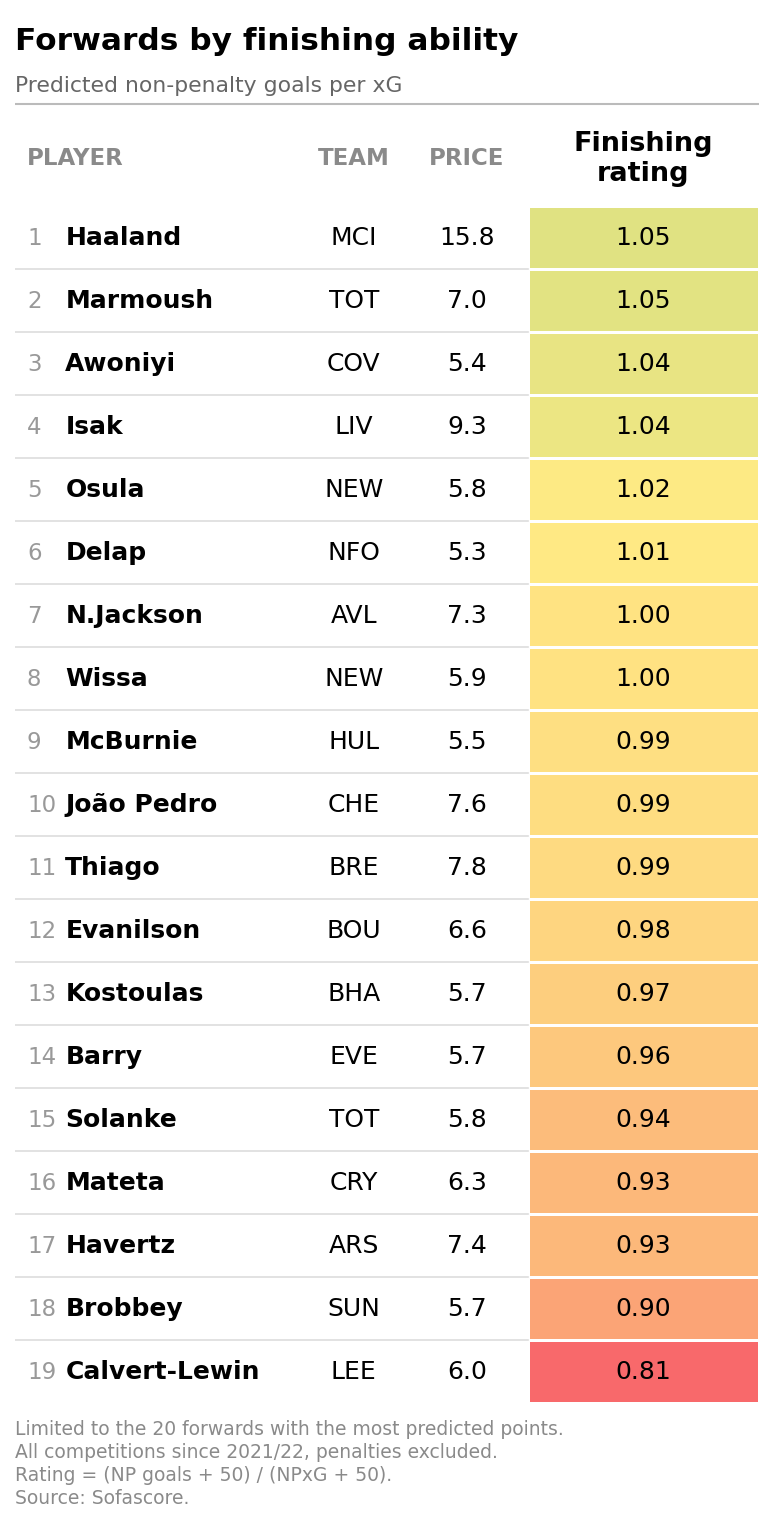 Forwards by finishing ability
Predicted non-penalty goals per xG
PLAYER TEAM PRICE Finishing rating
1 Haaland MCI 15.8 1.05
2 Marmoush TOT 7.0 1.05
3 Awoniyi COV 5.4 1.04
4 Isak LIV 9.3 1.04
5 Osula NEW 5.8 1.02
6 Delap NFO 5.3 1.01
7 N.Jackson AVL 7.3 1.00
8 Wissa NEW 5.9 1.00
9 McBurnie HUL 5.5 0.99
10 João Pedro CHE 7.6 0.99
11 Thiago BRE 7.8 0.99
12 Evanilson BOU 6.6 0.98
13 Kostoulas BHA 5.7 0.97
14 Barry EVE 5.7 0.96
15 Solanke TOT 5.8 0.94
16 Mateta CRY 6.3 0.93
17 Havertz ARS 7.4 0.93
18 Brobbey SUN 5.7 0.90
19 Calvert-Lewin LEE 6.0 0.81
Limited to the 20 forwards with the most predicted points.
All competitions since 2021/22, penalties excluded.
Rating = (NP goals + 50) / (NPxG + 50).
Source: Sofascore.